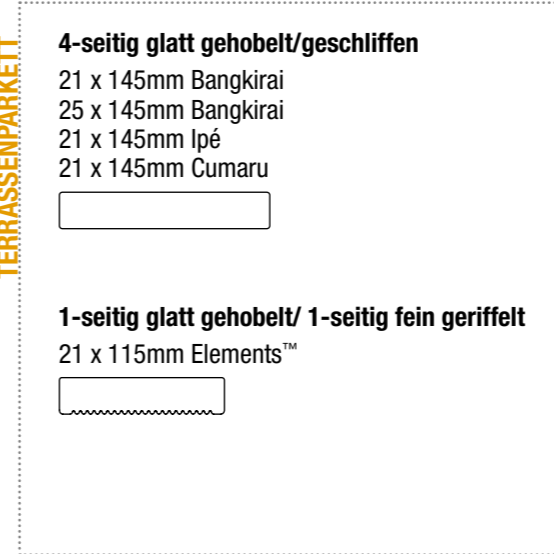 TERRASSENPARKETT
4-seitig glatt gehobelt/geschliffen
21 x 145mm Bangkirai
25 x 145mm Bangkirai
21 x 145mm Ipé
21 x 145mm Cumaru
1-seitig glatt gehobelt/ 1-seitig fein geriffelt
21 x 115mm Elements™